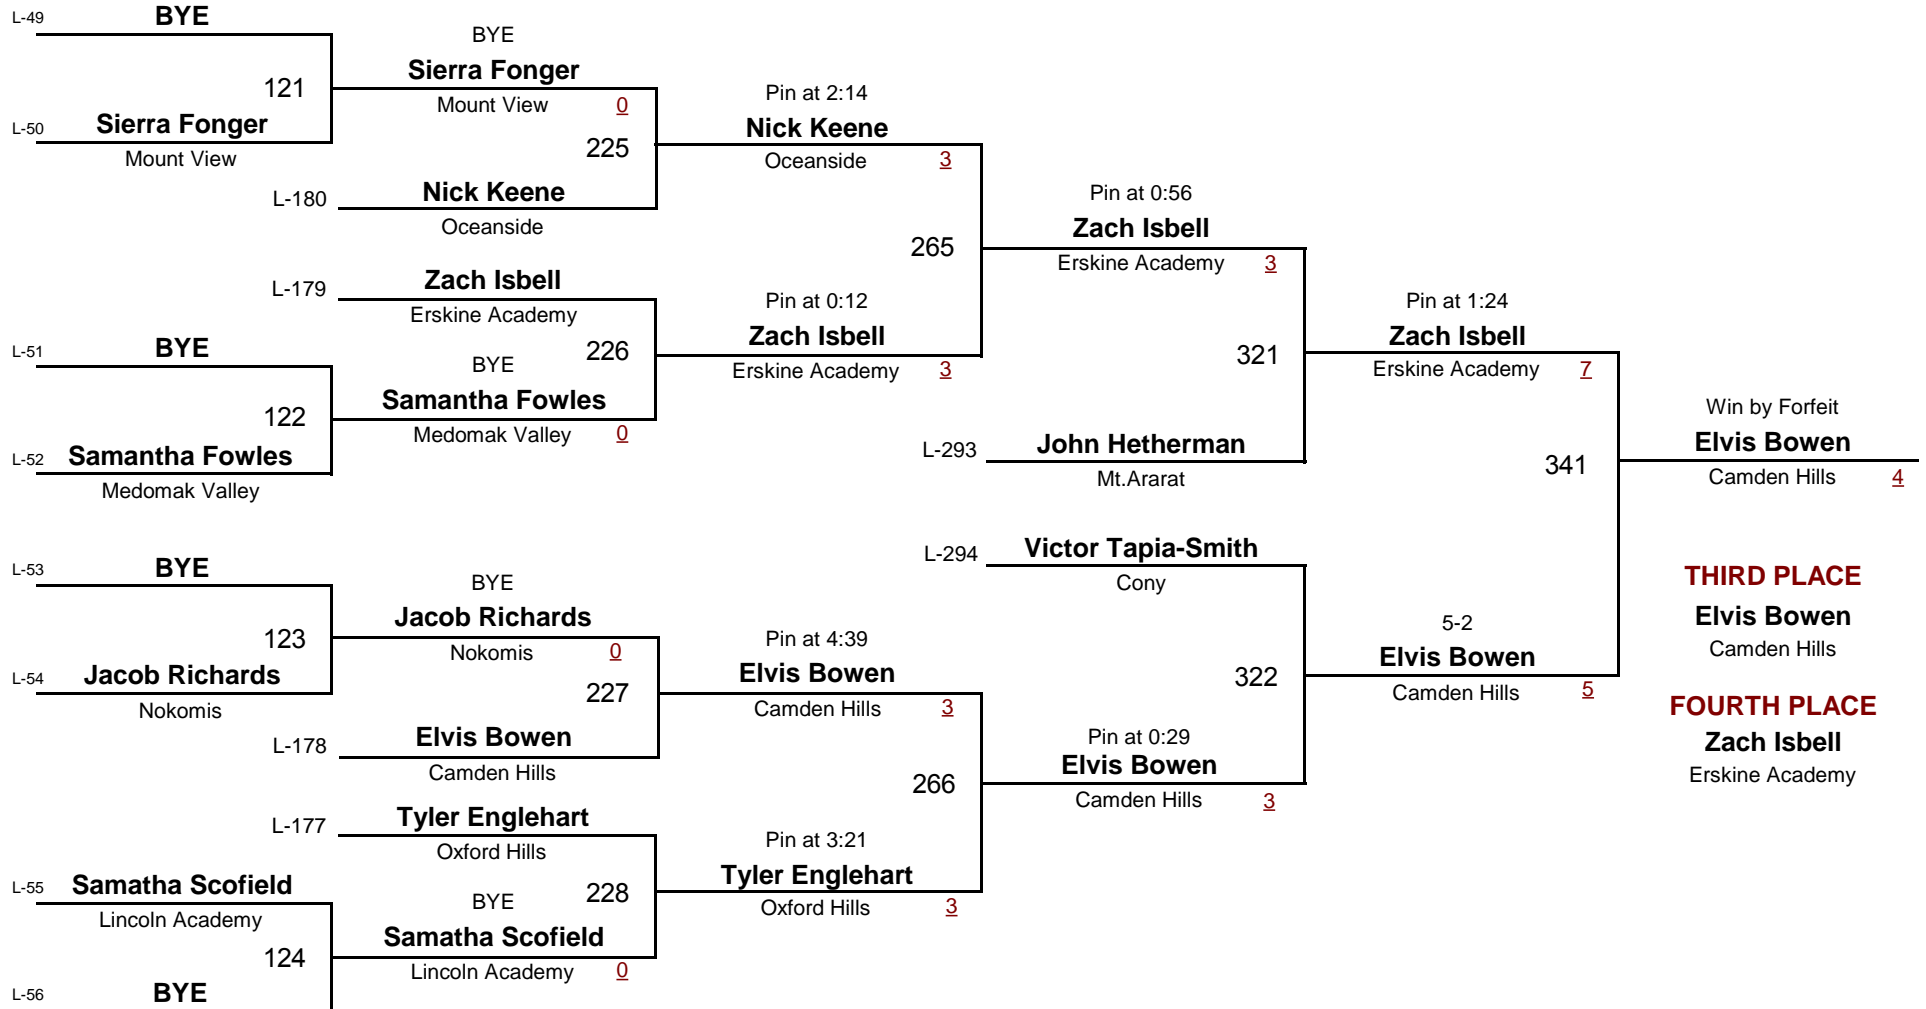 L-49 BYE
121
L-50 Sierra Fonger
Mount View
BYE
Sierra Fonger
Mount View 0
225
L-180 Nick Keene
Oceanside
Pin at 2:14
Nick Keene
Oceanside 3
265
L-179 Zach Isbell
Erskine Academy
226
L-51 BYE
122
L-52 Samantha Fowles
Medomak Valley
BYE
Samantha Fowles
Medomak Valley 0
Pin at 0:12
Zach Isbell
Erskine Academy 3
Pin at 0:56
Zach Isbell
Erskine Academy 3
321
L-293 John Hetherman
Mt.Ararat
Pin at 1:24
Zach Isbell
Erskine Academy 7
341
Win by Forfeit
Elvis Bowen
Camden Hills 4
L-53 BYE
123
L-54 Jacob Richards
Nokomis
BYE
Jacob Richards
Nokomis 0
227
L-178 Elvis Bowen
Camden Hills
Pin at 4:39
Elvis Bowen
Camden Hills 3
266
L-177 Tyler Englehart
Oxford Hills
228
L-55 Samatha Scofield
Lincoln Academy
124
L-56 BYE
BYE
Samatha Scofield
Lincoln Academy 0
Pin at 3:21
Tyler Englehart
Oxford Hills 3
L-294 Victor Tapia-Smith
Cony
322
Pin at 0:29
Elvis Bowen
Camden Hills 3
5-2
Elvis Bowen
Camden Hills 5
THIRD PLACE
Elvis Bowen
Camden Hills
FOURTH PLACE
Zach Isbell
Erskine Academy